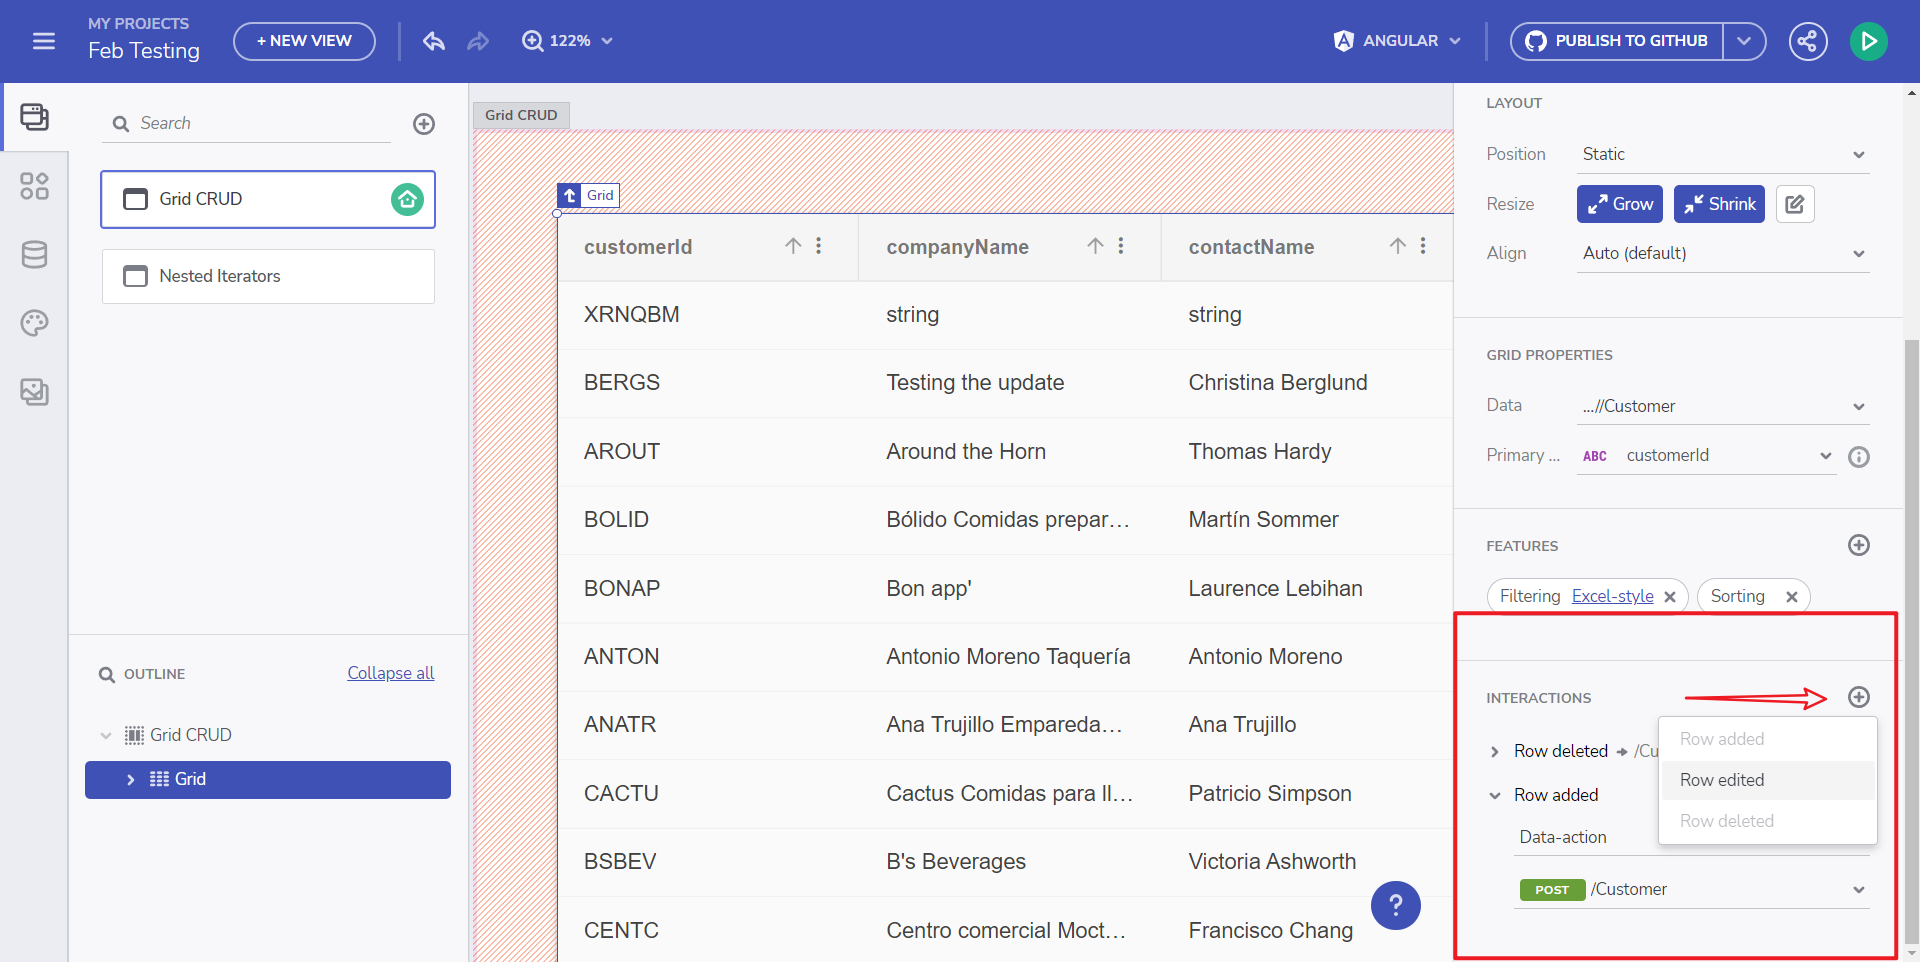 MY PROJECTS
Feb Testing
+ NEW VIEW
122%
ANGULAR
PUBLISH TO GITHUB
Search
Grid CRUD
Nested Iterators
OUTLINE
Collapse all
Grid CRUD
Grid
Grid CRUD
Grid
customerId companyName contactName
XRNQBM string string
BERGS Testing the update Christina Berglund
AROUT Around the Horn Thomas Hardy
BOLID Bólido Comidas prepar... Martín Sommer
BONAP Bon app' Laurence Lebihan
ANTON Antonio Moreno Taquería Antonio Moreno
ANATR Ana Trujillo Empareda... Ana Trujillo
CACTU Cactus Comidas para ll... Patricio Simpson
BSBEV B's Beverages Victoria Ashworth
CENTC Centro comercial Moct... Francisco Chang
?
LAYOUT
Position Static
Resize Grow Shrink
Align Auto (default)
GRID PROPERTIES
Data ...//Customer
Primary ... ABC customerId
FEATURES
Filtering Excel-style Sorting
INTERACTIONS
Row deleted /Cu
Row added
Data-action
POST /Customer
Row added
Row edited
Row deleted